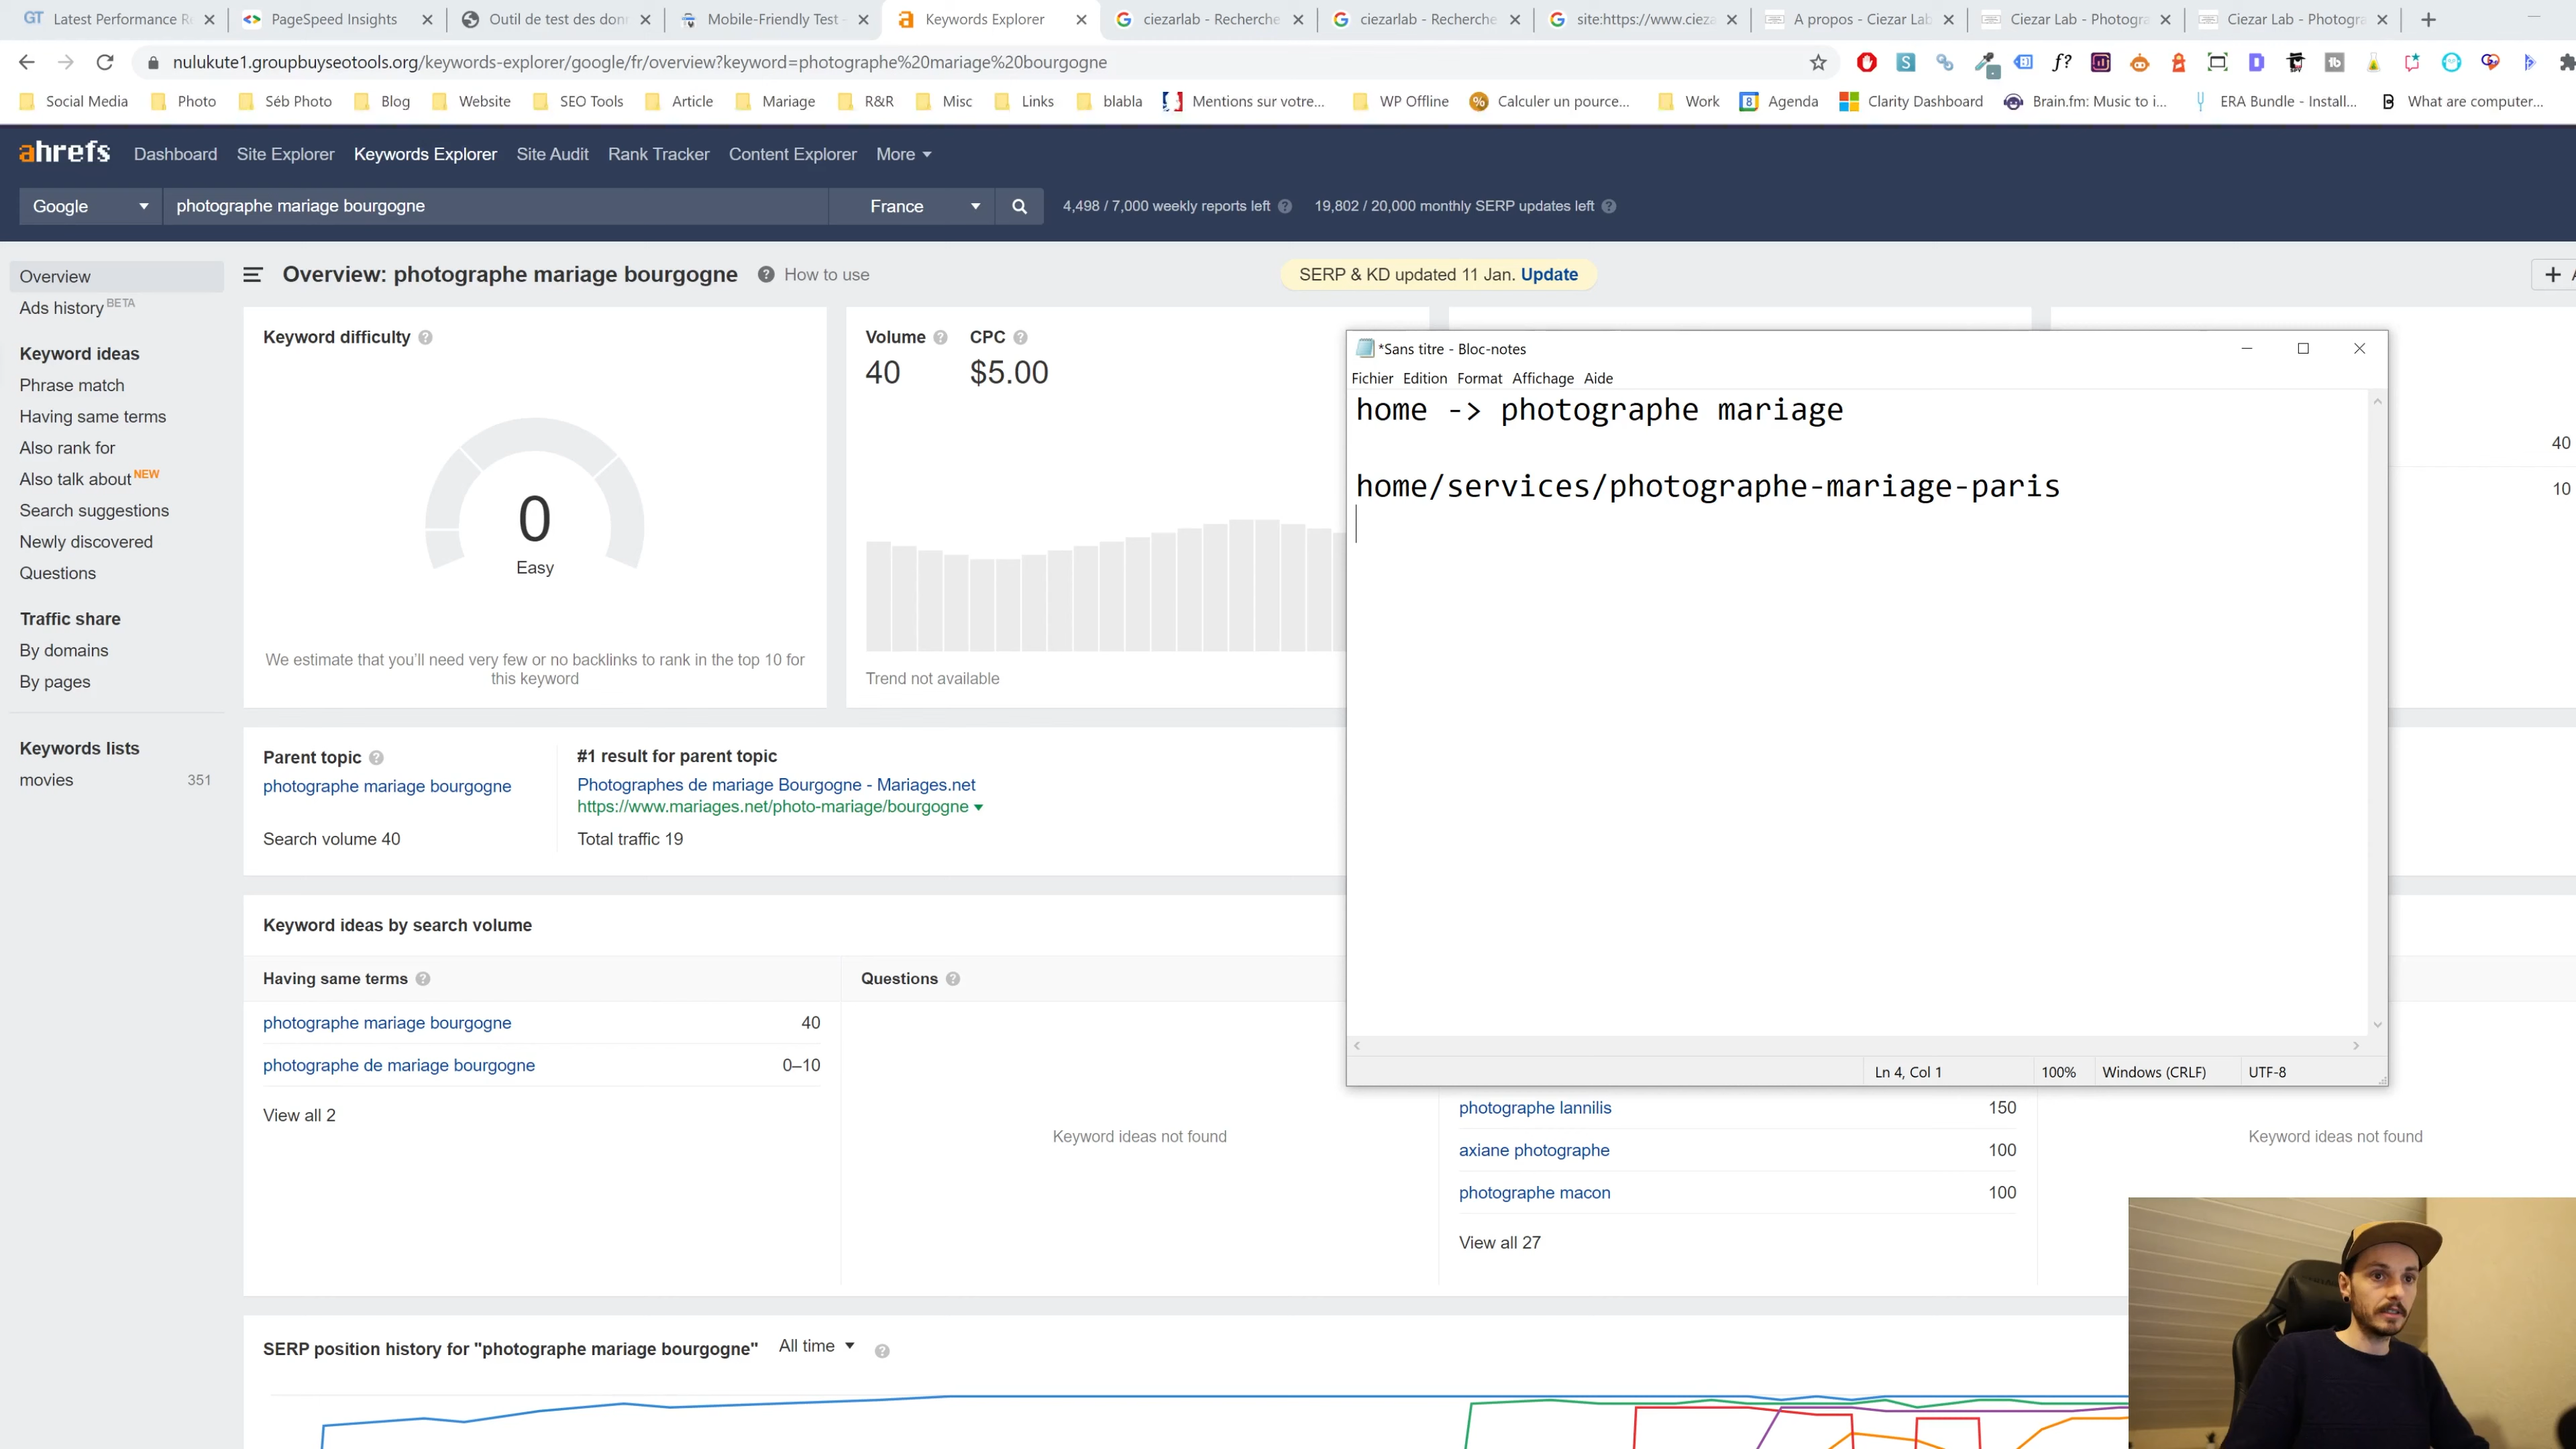 GT Latest Performance Re
PageSpeed Insights
Outil de test des don
Mobile-Friendly Test -
Keywords Explorer
ciezarlab - Recherche
ciezarlab - Recherche
site:https://www.cieza
A propos - Ciezar Lab
Ciezar Lab - Photogra
Ciezar Lab - Photogra
nulukute1.groupbuyseotools.org/keywords-explorer/google/fr/overview?keyword=photographe%20mariage%20bourgogne
Social Media
Photo
Séb Photo
Blog
Website
SEO Tools
Article
Mariage
R&R
Misc
Links
blabla
Mentions sur votre...
WP Offline
Calculer un pource...
Work
Agenda
Clarity Dashboard
Brain.fm: Music to i...
ERA Bundle - Install...
What are computer...
ahrefs
Dashboard
Site Explorer
Keywords Explorer
Site Audit
Rank Tracker
Content Explorer
More
Google
photographe mariage bourgogne
France
4,498 / 7,000 weekly reports left
19,802 / 20,000 monthly SERP updates left
Overview
Ads history BETA
Keyword ideas
Phrase match
Having same terms
Also rank for
Also talk about NEW
Search suggestions
Newly discovered
Questions
Traffic share
By domains
By pages
Keywords lists
movies 351
Overview: photographe mariage bourgogne
How to use
SERP & KD updated 11 Jan. Update
Keyword difficulty
0
Easy
We estimate that you'll need very few or no backlinks to rank in the top 10 for
this keyword
Volume
40
CPC
$5.00
Trend not available
40
10
*Sans titre - Bloc-notes
Fichier Edition Format Affichage Aide
home -> photographe mariage
home/services/photographe-mariage-paris
Ln 4, Col 1
100%
Windows (CRLF)
UTF-8
Parent topic
photographe mariage bourgogne
Search volume 40
#1 result for parent topic
Photographes de mariage Bourgogne - Mariages.net
https://www.mariages.net/photo-mariage/bourgogne
Total traffic 19
Keyword ideas by search volume
Having same terms
photographe mariage bourgogne 40
photographe de mariage bourgogne 0–10
View all 2
Questions
Keyword ideas not found
photographe lannilis 150
axiane photographe 100
photographe macon 100
View all 27
Keyword ideas not found
SERP position history for "photographe mariage bourgogne"
All time